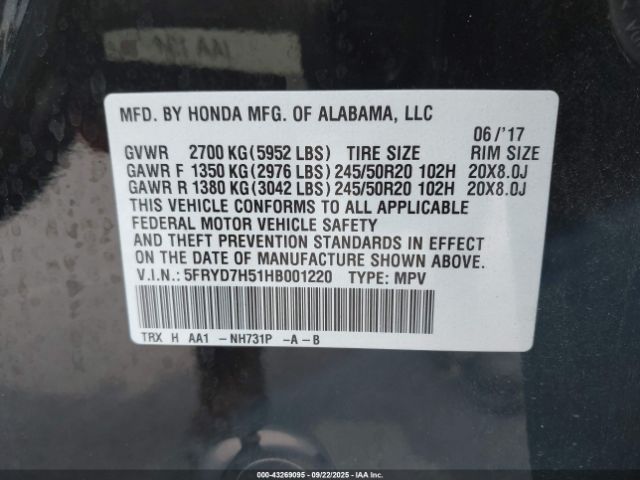 MFD. BY HONDA MFG. OF ALABAMA, LLC
06/'17
GVWR 2700 KG(5952 LBS) TIRE SIZE RIM SIZE
GAWR F 1350 KG(2976 LBS) 245/50R20 102H 20X8.0J
GAWR R 1380 KG(3042 LBS) 245/50R20 102H 20X8.0J
THIS VEHICLE CONFORMS TO ALL APPLICABLE
FEDERAL MOTOR VEHICLE SAFETY
AND THEFT PREVENTION STANDARDS IN EFFECT
ON THE DATE OF MANUFACTURE SHOWN ABOVE.
V.I.N.: 5FRYD7H51HB001220 TYPE: MPV
TRX H AA1 -NH731P -A-B
000-43269095 - 09/22/2025 - IAAI.COM